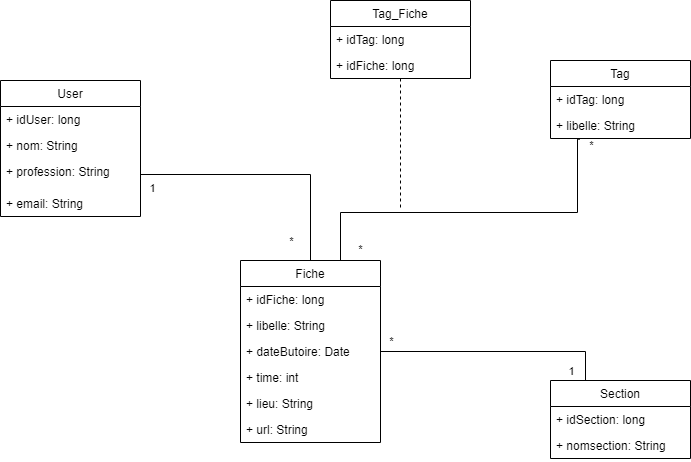 Tag_Fiche
+ idTag: long
+ idFiche: long
User
+ idUser: long
+ nom: String
+ profession: String
+ email: String
Tag
+ idTag: long
+ libelle: String
*
1
*
*
Fiche
+ idFiche: long
+ libelle: String
+ dateButoire: Date
+ time: int
+ lieu: String
+ url: String
*
1
Section
+ idSection: long
+ nomsection: String